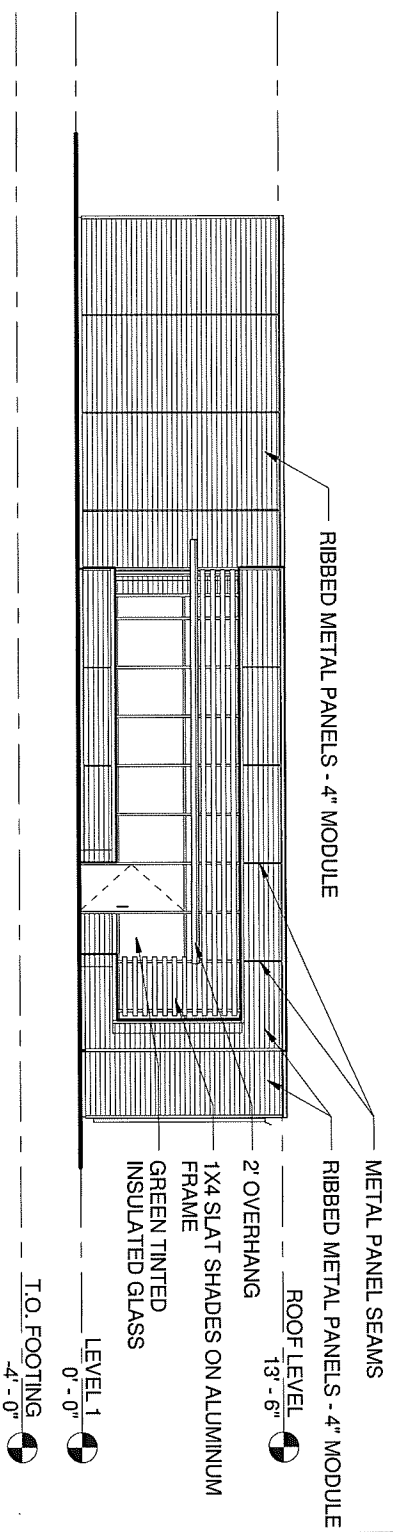 METAL PANEL SEAMS
RIBBED METAL PANELS - 4" MODULE
RIBBED METAL PANELS - 4" MODULE
ROOF LEVEL
13' - 6"
2' OVERHANG
1X4 SLAT SHADES ON ALUMINUM
FRAME
GREEN TINTED
INSULATED GLASS
LEVEL 1
0' - 0"
T.O. FOOTING
-4' - 0"